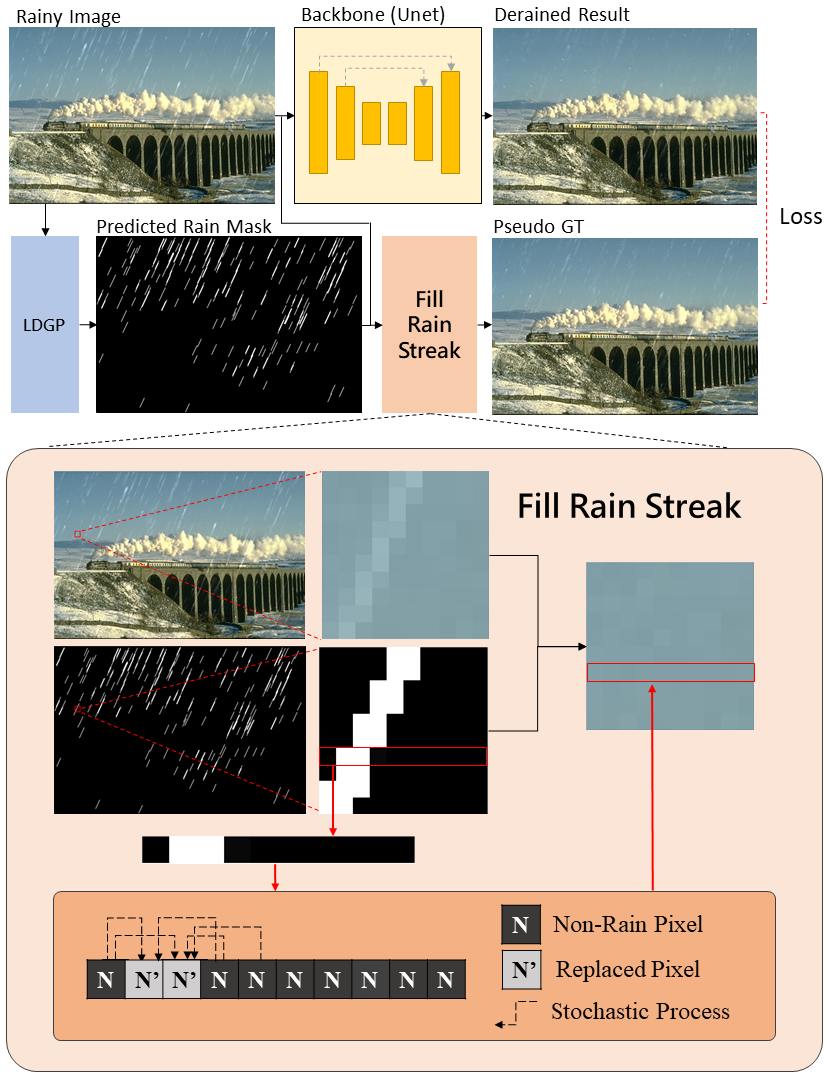 Rainy Image
Backbone (Unet)
Derained Result
Predicted Rain Mask
Pseudo GT
Loss
LDGP
Fill
Rain
Streak
Fill Rain Streak
N N' N' N N N N N N N
N Non-Rain Pixel
N' Replaced Pixel
Stochastic Process